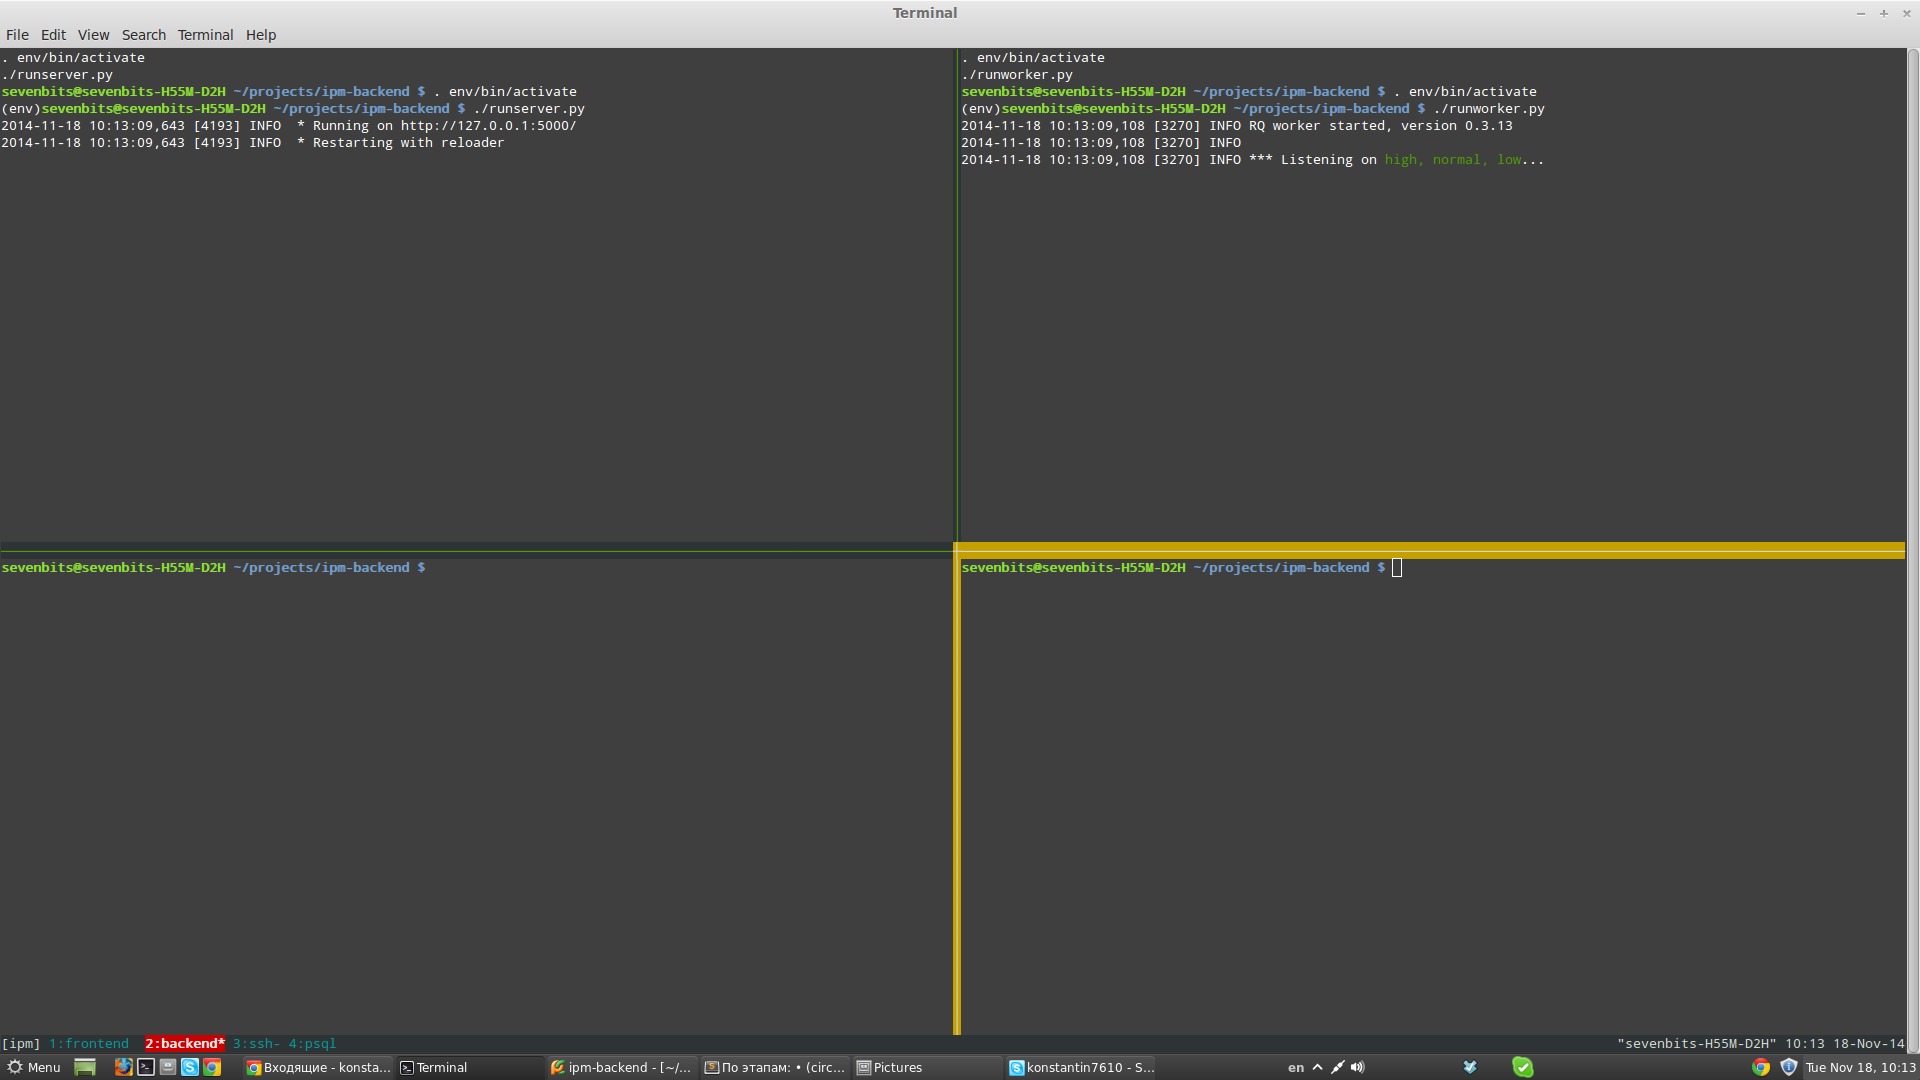 Terminal
File Edit View Search Terminal Help
. env/bin/activate
./runserver.py
sevenbits@sevenbits-H55M-D2H ~/projects/ipm-backend $ . env/bin/activate
(env)sevenbits@sevenbits-H55M-D2H ~/projects/ipm-backend $ ./runserver.py
2014-11-18 10:13:09,643 [4193] INFO  * Running on http://127.0.0.1:5000/
2014-11-18 10:13:09,643 [4193] INFO  * Restarting with reloader
. env/bin/activate
./runworker.py
sevenbits@sevenbits-H55M-D2H ~/projects/ipm-backend $ . env/bin/activate
(env)sevenbits@sevenbits-H55M-D2H ~/projects/ipm-backend $ ./runworker.py
2014-11-18 10:13:09,108 [3270] INFO RQ worker started, version 0.3.13
2014-11-18 10:13:09,108 [3270] INFO
2014-11-18 10:13:09,108 [3270] INFO *** Listening on high, normal, low...
sevenbits@sevenbits-H55M-D2H ~/projects/ipm-backend $
sevenbits@sevenbits-H55M-D2H ~/projects/ipm-backend $
[ipm] 1:frontend  2:backend* 3:ssh- 4:psql "sevenbits-H55M-D2H" 10:13 18-Nov-14
Menu Входящие - konsta... Terminal ipm-backend - [~/... По этапам: • (circ... Pictures konstantin7610 - S... en Tue Nov 18, 10:13